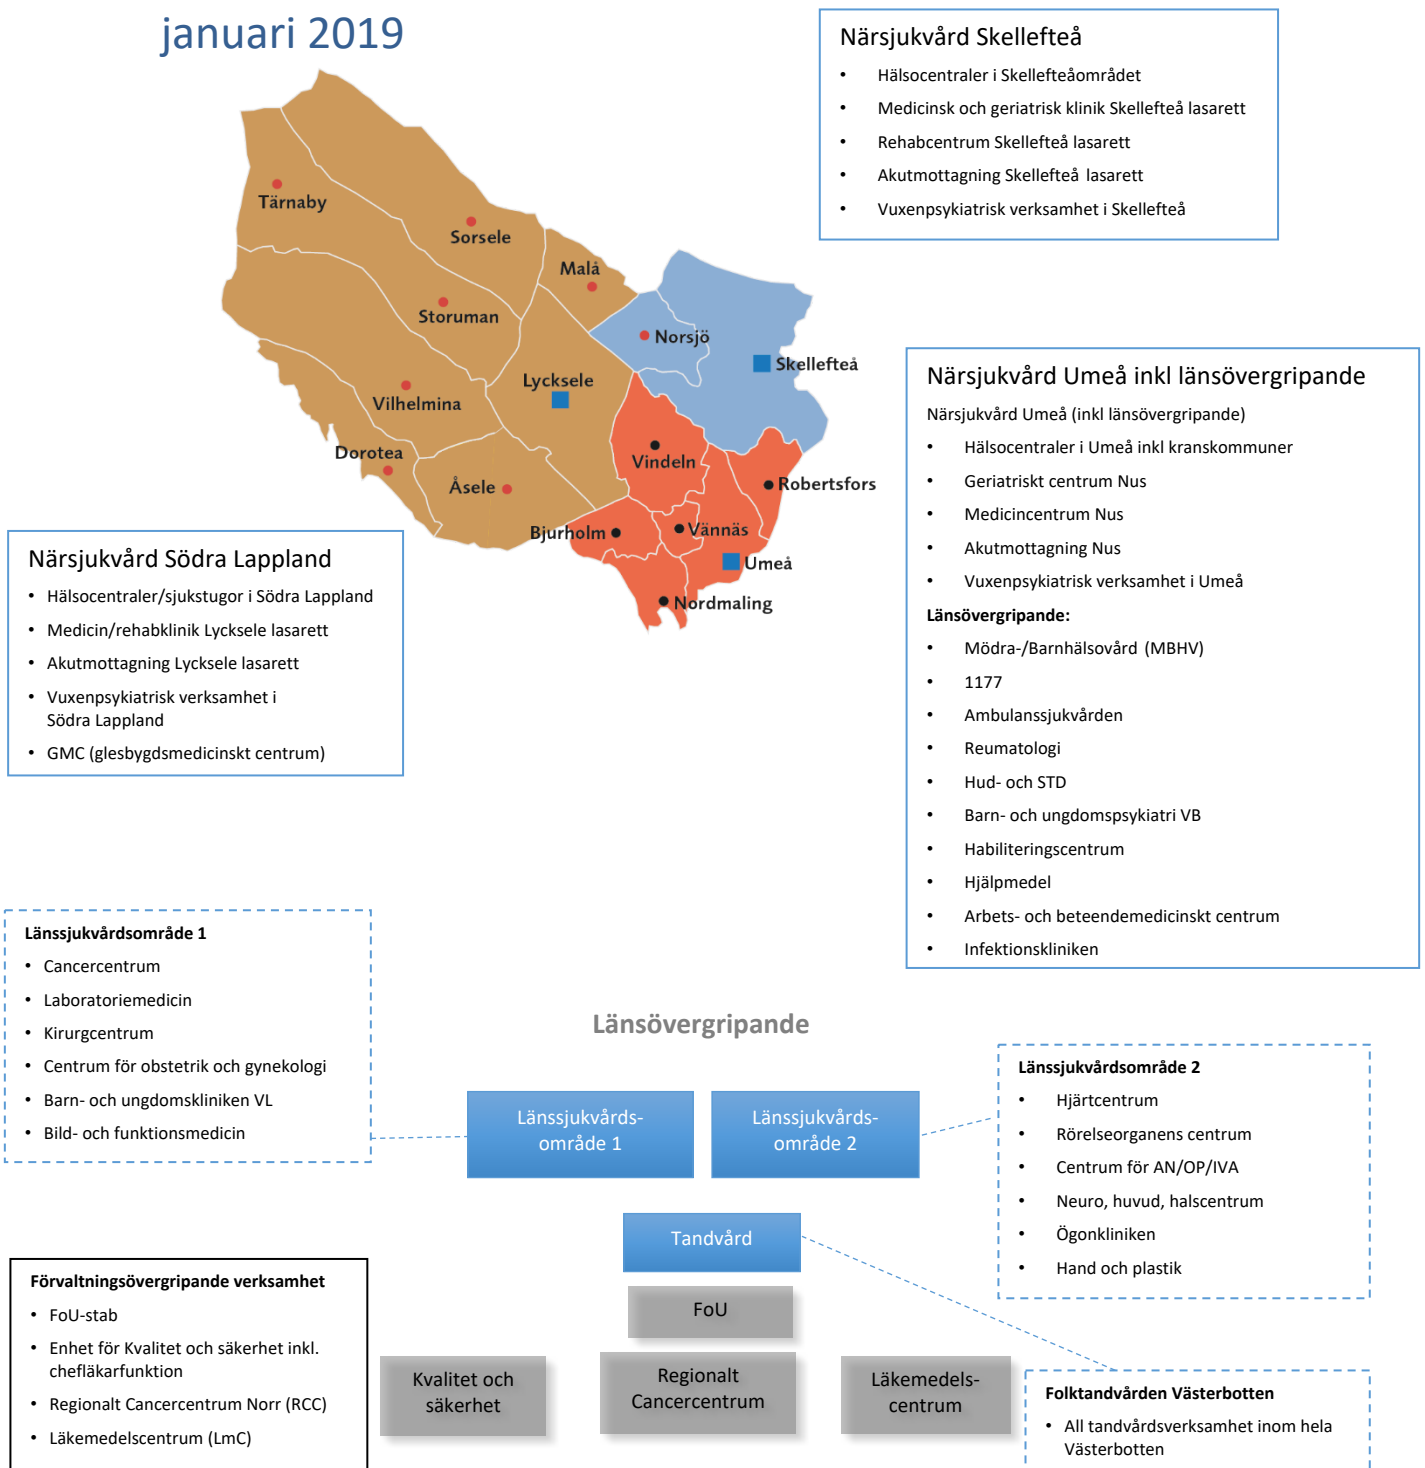 januari 2019
Närsjukvård Skellefteå
• Hälsocentraler i Skellefteåområdet
• Medicinsk och geriatrisk klinik Skellefteå lasarett
• Rehabcentrum Skellefteå lasarett
• Akutmottagning Skellefteå lasarett
• Vuxenpsykiatrisk verksamhet i Skellefteå
Tärnaby
Sorsele
Malå
Storuman
Norsjö
Skellefteå
Lycksele
Vilhelmina
Dorotea
Åsele
Vindeln
Robertsfors
Bjurholm
Vännäs
Umeå
Nordmaling
Närsjukvård Umeå inkl länsövergripande
Närsjukvård Umeå (inkl länsövergripande)
• Hälsocentraler i Umeå inkl kranskommuner
• Geriatriskt centrum Nus
• Medicincentrum Nus
• Akutmottagning Nus
• Vuxenpsykiatrisk verksamhet i Umeå
Länsövergripande:
• Mödra-/Barnhälsovård (MBHV)
• 1177
• Ambulanssjukvården
• Reumatologi
• Hud- och STD
• Barn- och ungdomspsykiatri VB
• Habiliteringscentrum
• Hjälpmedel
• Arbets- och beteendemedicinskt centrum
• Infektionskliniken
Närsjukvård Södra Lappland
• Hälsocentraler/sjukstugor i Södra Lappland
• Medicin/rehabklinik Lycksele lasarett
• Akutmottagning Lycksele lasarett
• Vuxenpsykiatrisk verksamhet i
Södra Lappland
• GMC (glesbygdsmedicinskt centrum)
Länssjukvårdsområde 1
• Cancercentrum
• Laboratoriemedicin
• Kirurgcentrum
• Centrum för obstetrik och gynekologi
• Barn- och ungdomskliniken VL
• Bild- och funktionsmedicin
Länsövergripande
Länssjukvårds-
område 1
Länssjukvårds-
område 2
Länssjukvårdsområde 2
• Hjärtcentrum
• Rörelseorganens centrum
• Centrum för AN/OP/IVA
• Neuro, huvud, halscentrum
• Ögonkliniken
• Hand och plastik
Tandvård
FoU
Kvalitet och
säkerhet
Regionalt
Cancercentrum
Läkemedels-
centrum
Förvaltningsövergripande verksamhet
• FoU-stab
• Enhet för Kvalitet och säkerhet inkl.
chefläkarfunktion
• Regionalt Cancercentrum Norr (RCC)
• Läkemedelscentrum (LmC)
Folktandvården Västerbotten
• All tandvårdsverksamhet inom hela
Västerbotten